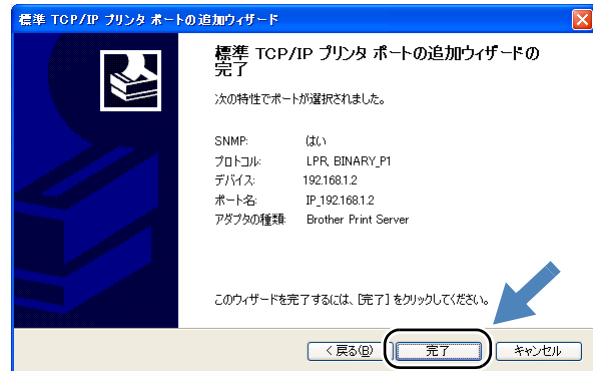 標準 TCP/IP プリンタ ポートの追加ウィザード
標準 TCP/IP プリンタ ポートの追加ウィザードの
完了
次の特性でポートが選択されました。
SNMP: はい
プロトコル: LPR, BINARY_P1
デバイス: 192.168.1.2
ポート名: IP_192.168.1.2
アダプタの種類: Brother Print Server
このウィザードを完了するには、[完了] をクリックしてください。
< 戻る(B) 完了 キャンセル